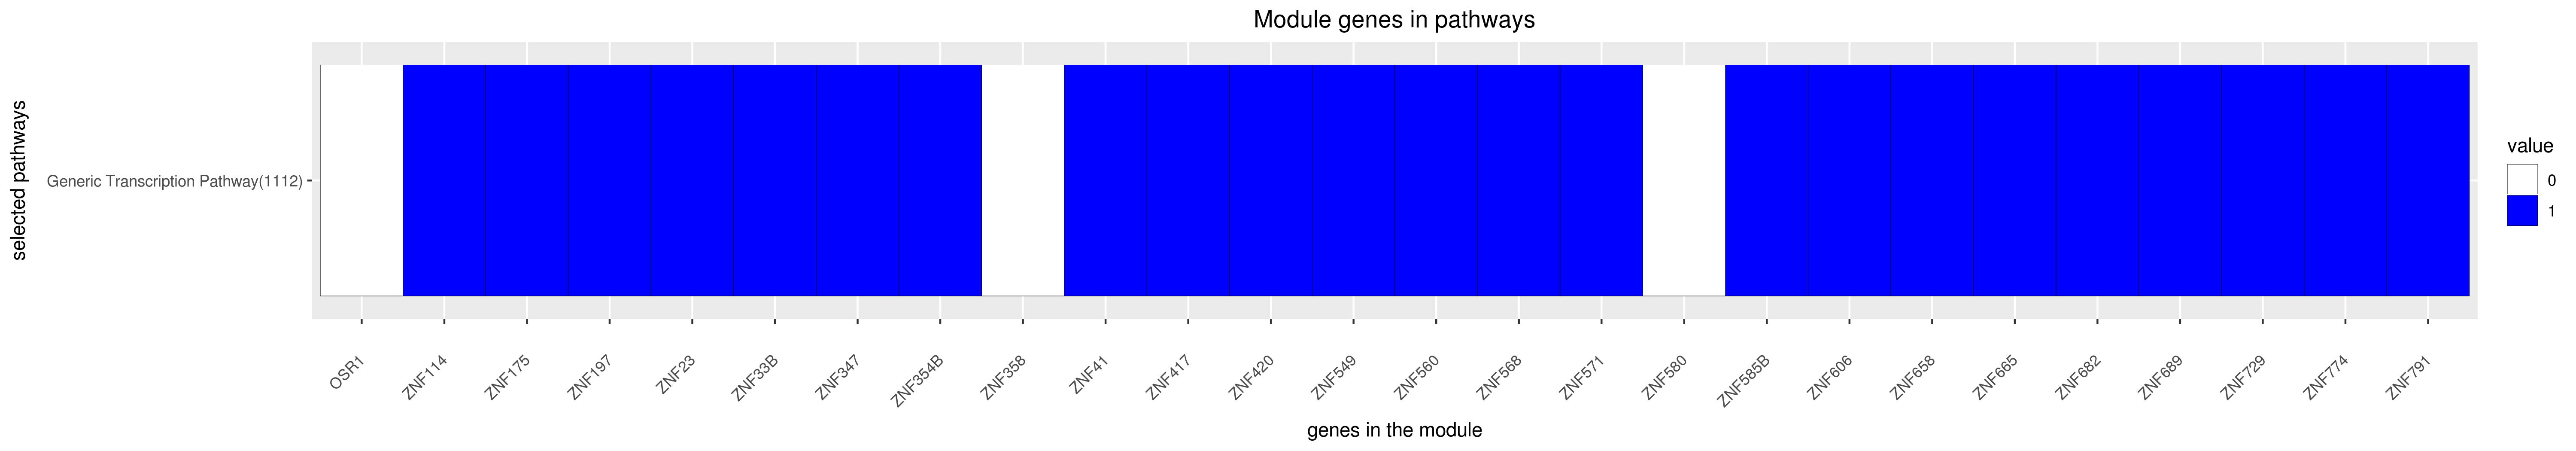 Module genes in pathways
selected pathways
Generic Transcription Pathway(1112)
value
0
1
OSR1
ZNF114
ZNF175
ZNF197
ZNF23
ZNF33B
ZNF347
ZNF354B
ZNF358
ZNF41
ZNF417
ZNF420
ZNF549
ZNF560
ZNF568
ZNF571
ZNF580
ZNF585B
ZNF606
ZNF658
ZNF665
ZNF682
ZNF689
ZNF729
ZNF774
ZNF791
genes in the module